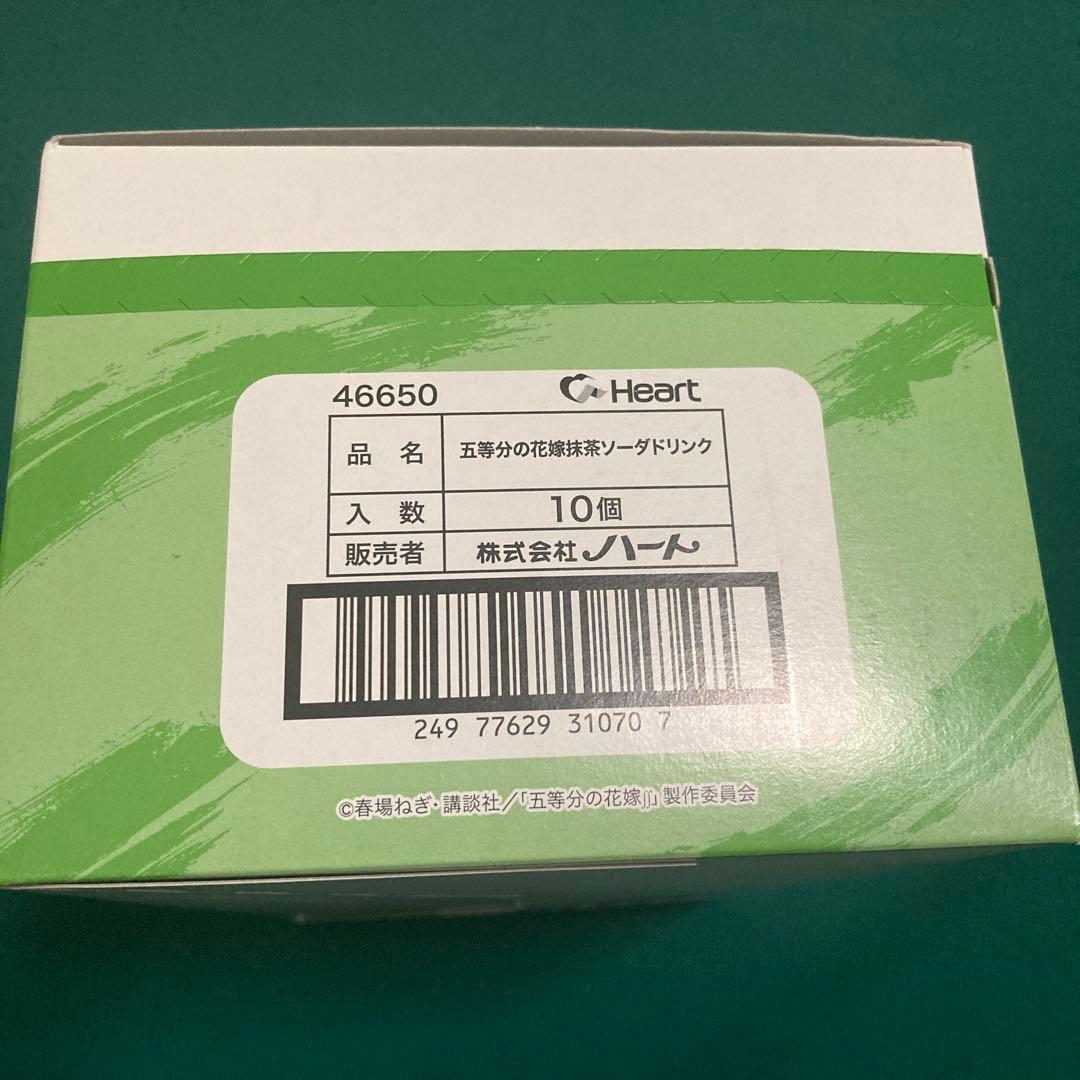 46650 Heart
品名 五等分の花嫁抹茶ソーダドリンク
入数 10個
販売者 株式会社ハート
249 77629 31070 7
©春場ねぎ・講談社/「五等分の花嫁∬」製作委員会